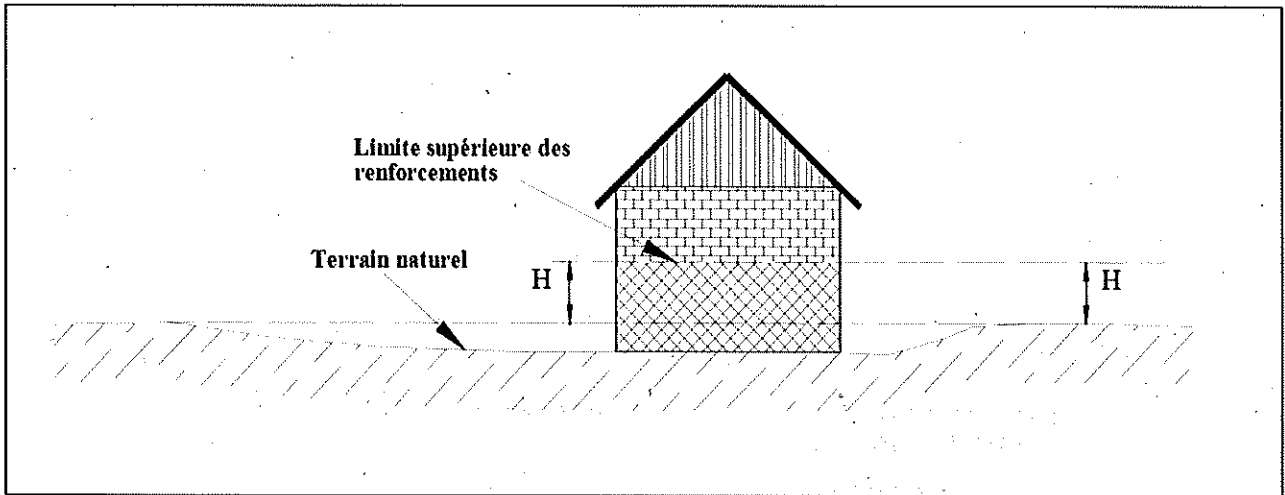 Limite supérieure des
renforcements
Terrain naturel
H
H